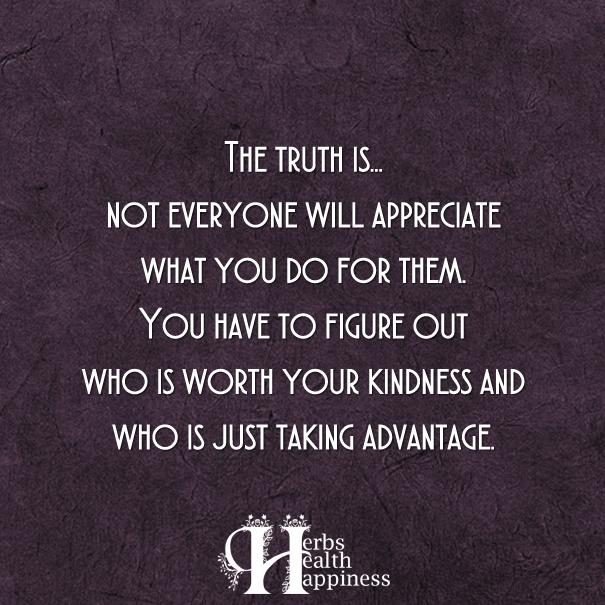 The truth is...
not everyone will appreciate
what you do for them.
You have to figure out
who is worth your kindness and
who is just taking advantage.
Herbs
Health
Happiness